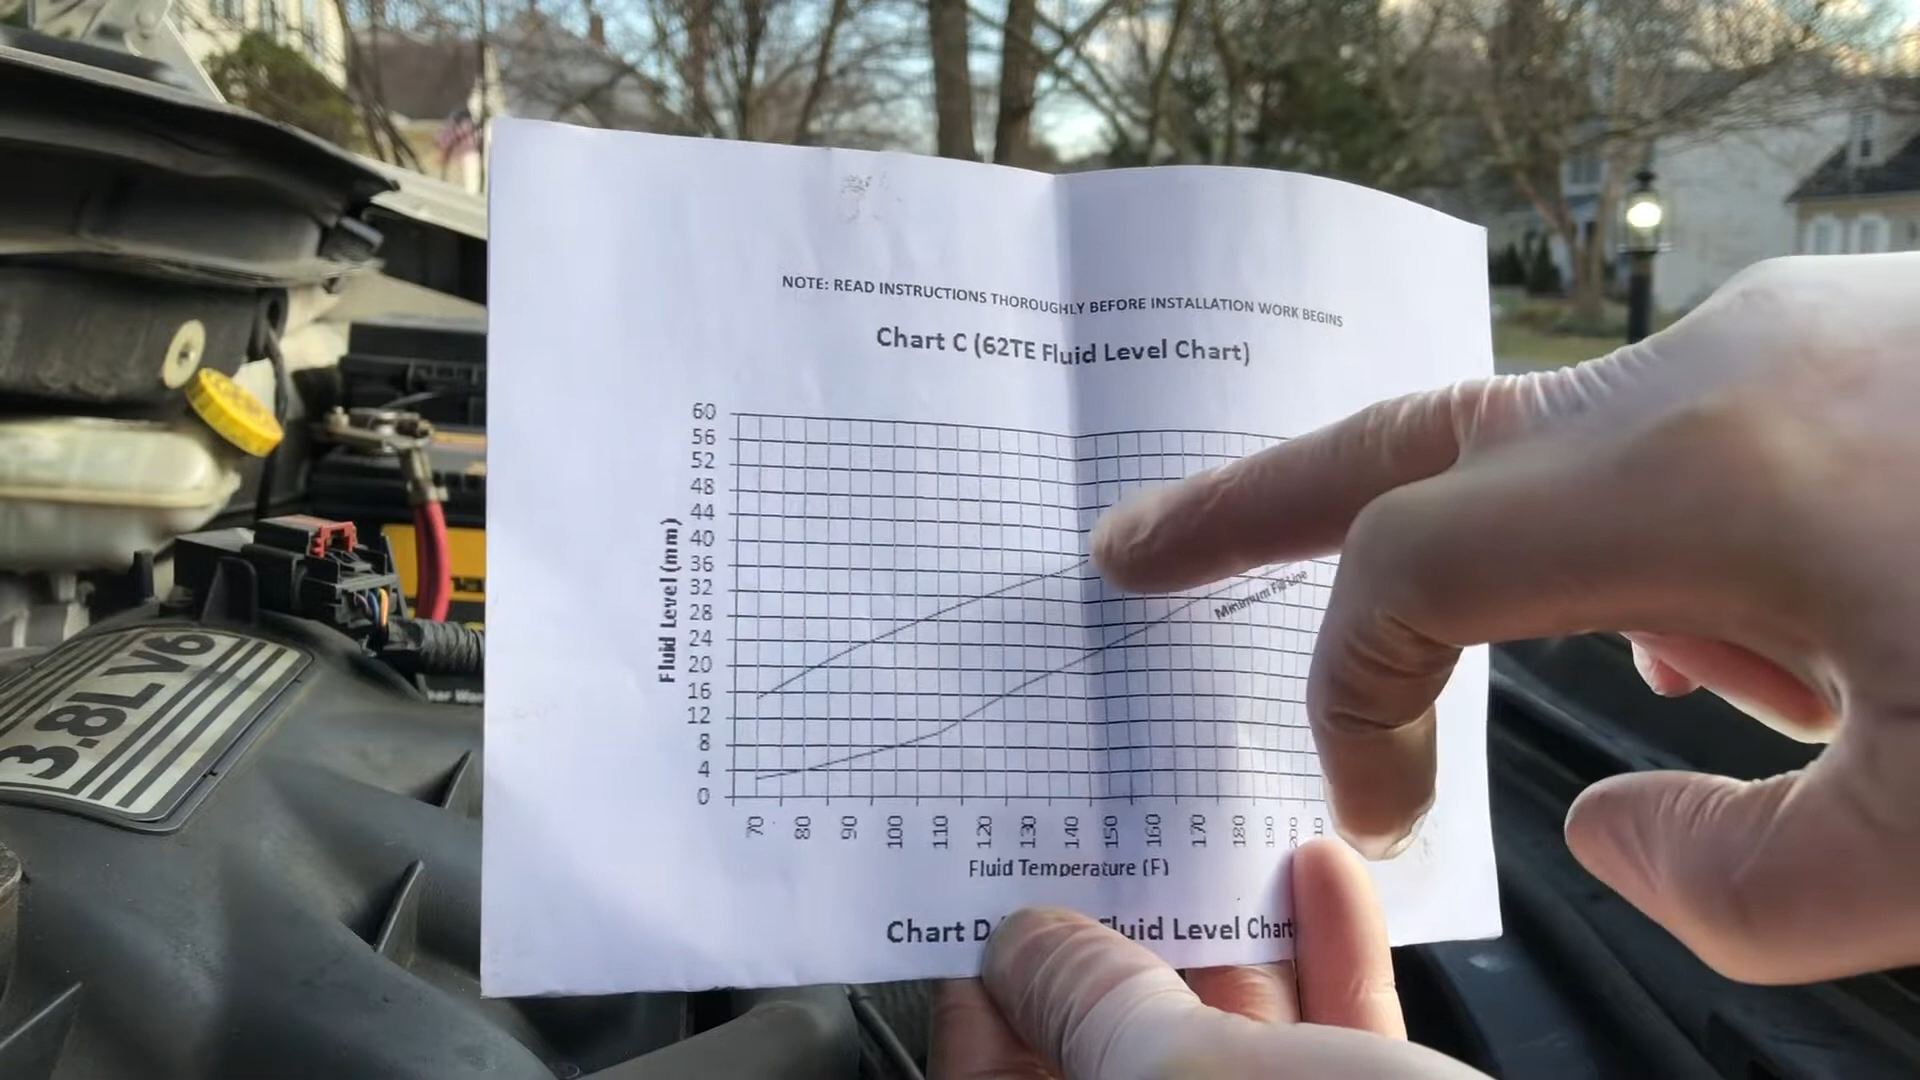 NOTE: READ INSTRUCTIONS THOROUGHLY BEFORE INSTALLATION WORK BEGINS
Chart C (62TE Fluid Level Chart)
60
56
52
48
44
40
36
32
28
24
20
16
12
8
4
0
Fluid Level (mm)
Minimum Fill Line
70 80 90 100 110 120 130 140 150 160 170 180 190 200 10
Fluid Temperature (F)
Chart D Fluid Level Chart
3.8L V6